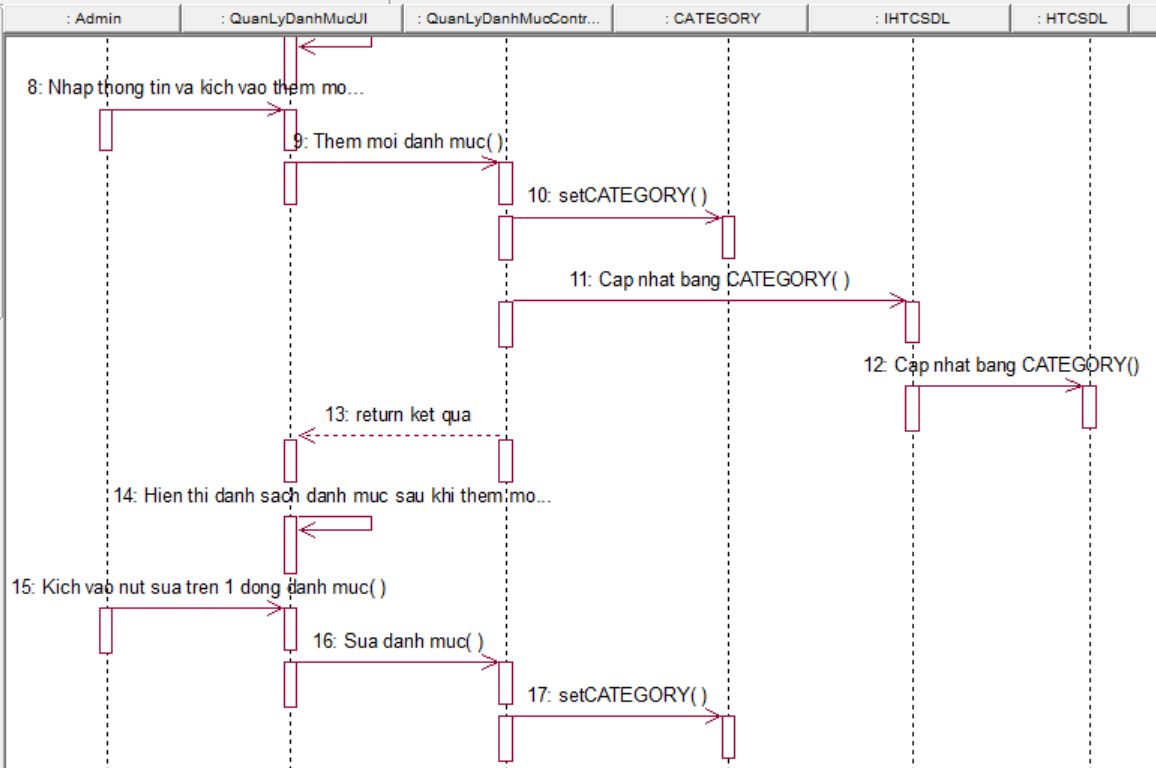 : Admin
: QuanLyDanhMucUI
: QuanLyDanhMucContr...
: CATEGORY
: IHTCSDL
: HTCSDL
8: Nhap thong tin va kich vao them mo...
9: Them moi danh muc( )
10: setCATEGORY( )
11: Cap nhat bang CATEGORY( )
12: Cap nhat bang CATEGORY()
13: return ket qua
14: Hien thi danh sach danh muc sau khi them mo...
15: Kich vao nut sua tren 1 dong danh muc( )
16: Sua danh muc( )
17: setCATEGORY( )